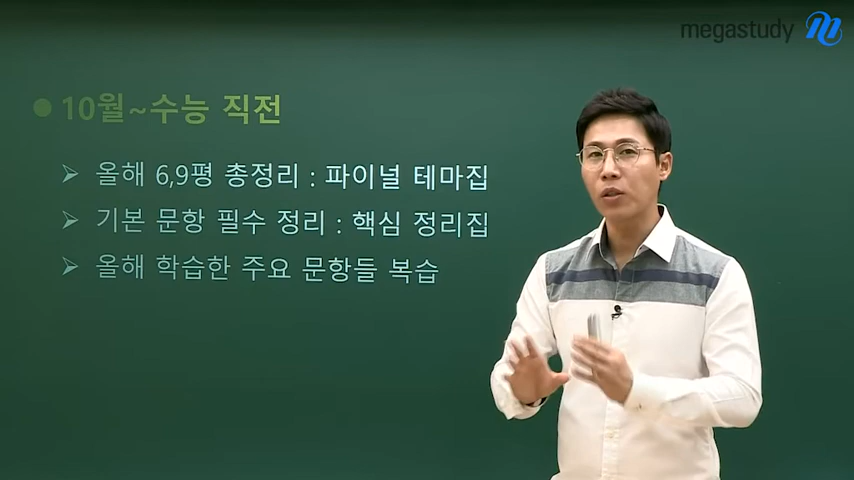 megastudy
10월~수능 직전
올해 6,9평 총정리 : 파이널 테마집
기본 문항 필수 정리 : 핵심 정리집
올해 학습한 주요 문항들 복습